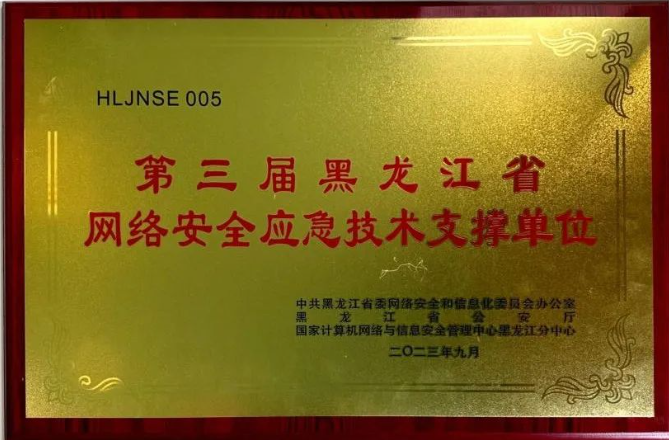 HLJNSE 005
第三届黑龙江省
网络安全应急技术支撑单位
中共黑龙江省委网络安全和信息化委员会办公室
黑龙江省公安厅
国家计算机网络与信息安全管理中心黑龙江分中心
二〇二三年九月